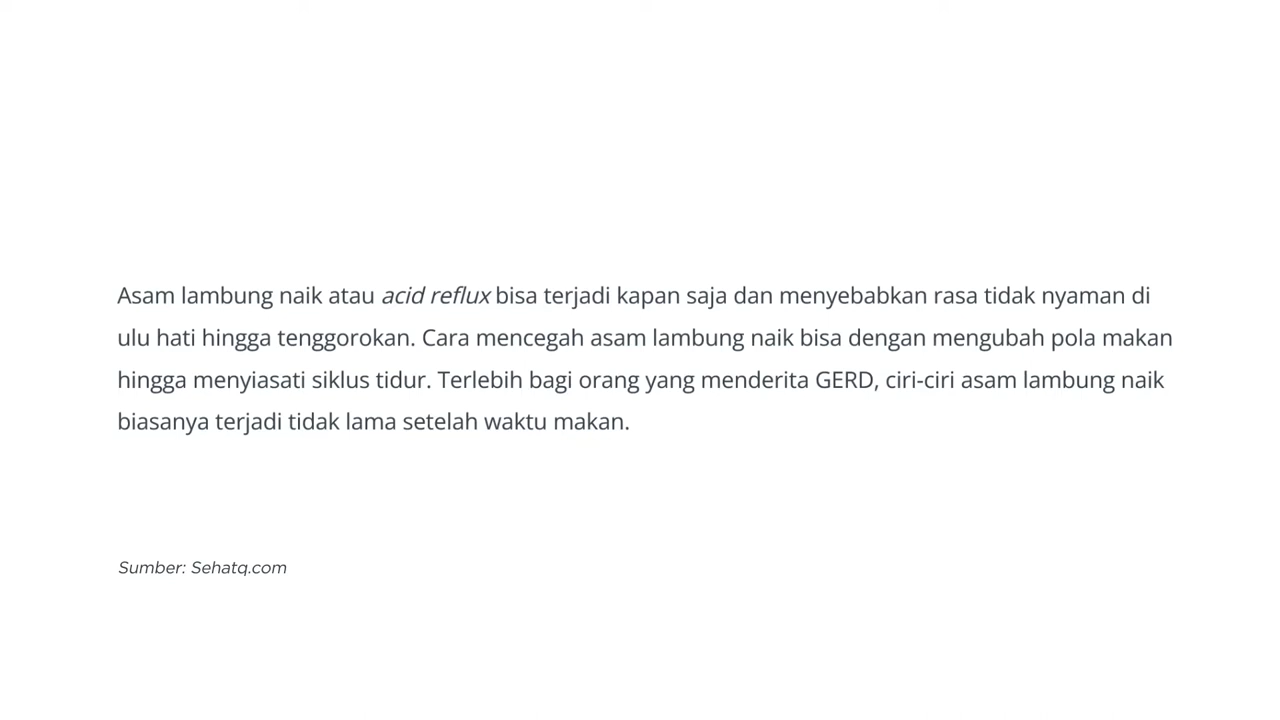 Asam lambung naik atau acid reflux bisa terjadi kapan saja dan menyebabkan rasa tidak nyaman di
ulu hati hingga tenggorokan. Cara mencegah asam lambung naik bisa dengan mengubah pola makan
hingga menyiasati siklus tidur. Terlebih bagi orang yang menderita GERD, ciri-ciri asam lambung naik
biasanya terjadi tidak lama setelah waktu makan.
Sumber: Sehatq.com